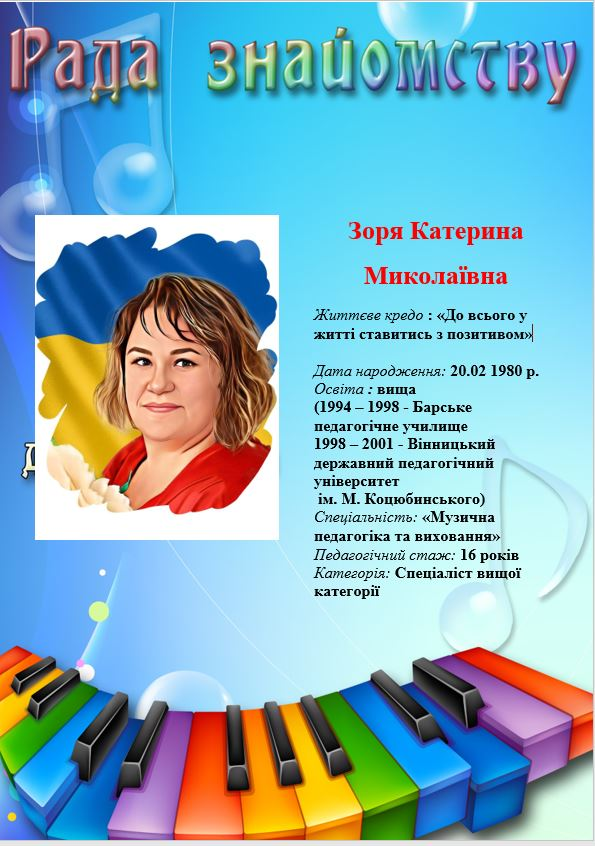 Рада знайомству
Зоря Катерина
Миколаївна
Життєве кредо : «До всього у
житті ставитись з позитивом»
Дата народження: 20.02 1980 р.
Освіта : вища
(1994 – 1998 - Барське
педагогічне училище
1998 – 2001 - Вінницький
державний педагогічний
університет
ім. М. Коцюбинського)
Спеціальність: «Музична
педагогіка та виховання»
Педагогічний стаж: 16 років
Категорія: Спеціаліст вищої
категорії